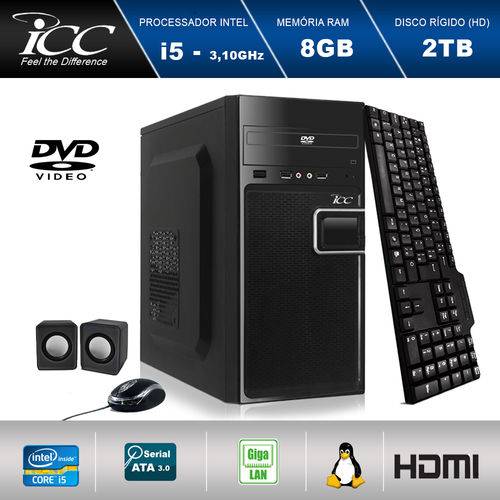 icc
Feel the Difference
PROCESSADOR INTEL
i5 - 3,10GHz
MEMÓRIA RAM
8GB
DISCO RÍGIDO (HD)
2TB
DVD
VIDEO
DVD
icc
intel inside
CORE i5
Serial
ATA 3.0
Giga
LAN
HDMI